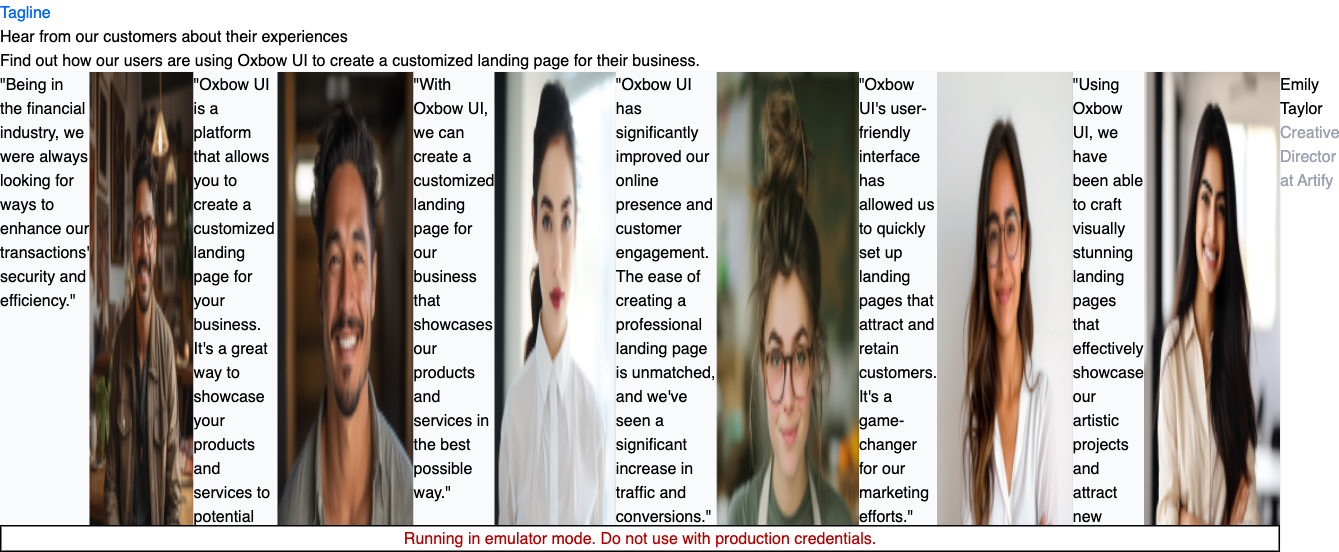 Tagline
Hear from our customers about their experiences
Find out how our users are using Oxbow UI to create a customized landing page for their business.
"Being in
the financial
industry, we
were always
looking for
ways to
enhance our
transactions'
security and
efficiency."
"Oxbow UI
is a
platform
that allows
you to
create a
customized
landing
page for
your
business.
It's a great
way to
showcase
your
products
and
services to
potential
"With
Oxbow UI,
we can
create a
customized
landing
page for
our
business
that
showcases
our
products
and
services in
the best
possible
way."
"Oxbow UI
has
significantly
improved our
online
presence and
customer
engagement.
The ease of
creating a
professional
landing page
is unmatched,
and we've
seen a
significant
increase in
traffic and
conversions."
"Oxbow
UI's user-
friendly
interface
has
allowed us
to quickly
set up
landing
pages that
attract and
retain
customers.
It's a
game-
changer
for our
marketing
efforts."
"Using
Oxbow
UI, we
have
been able
to craft
visually
stunning
landing
pages
that
effectively
showcase
our
artistic
projects
and
attract
new
Emily
Taylor
Creative
Director
at Artify
Running in emulator mode. Do not use with production credentials.